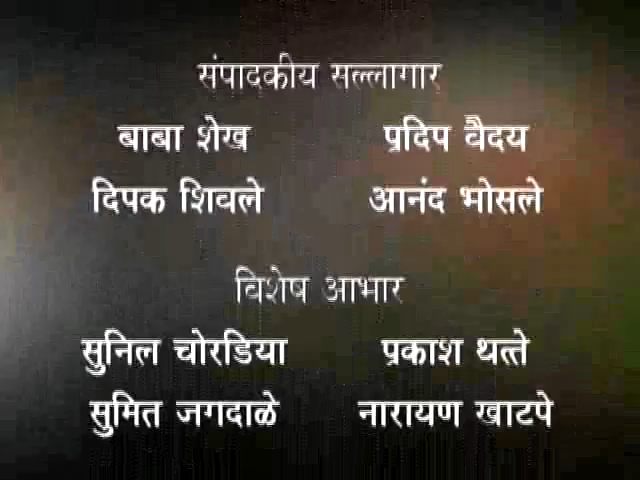 संपादकीय सल्लागार
बाबा शेख प्रदिप वैदय
दिपक शिवले आनंद भोसले
विशेष आभार
सुनिल चोरडिया प्रकाश थत्ते
सुमित जगदाळे नारायण खाटपे